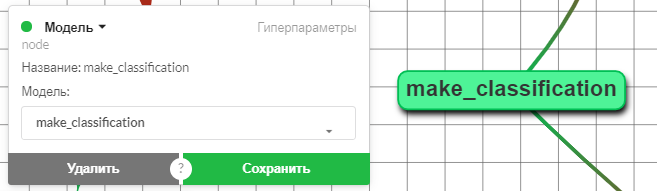 Модель
Гиперпараметры
node
Название: make_classification
Модель:
make_classification
Удалить
?
Сохранить
make_classification